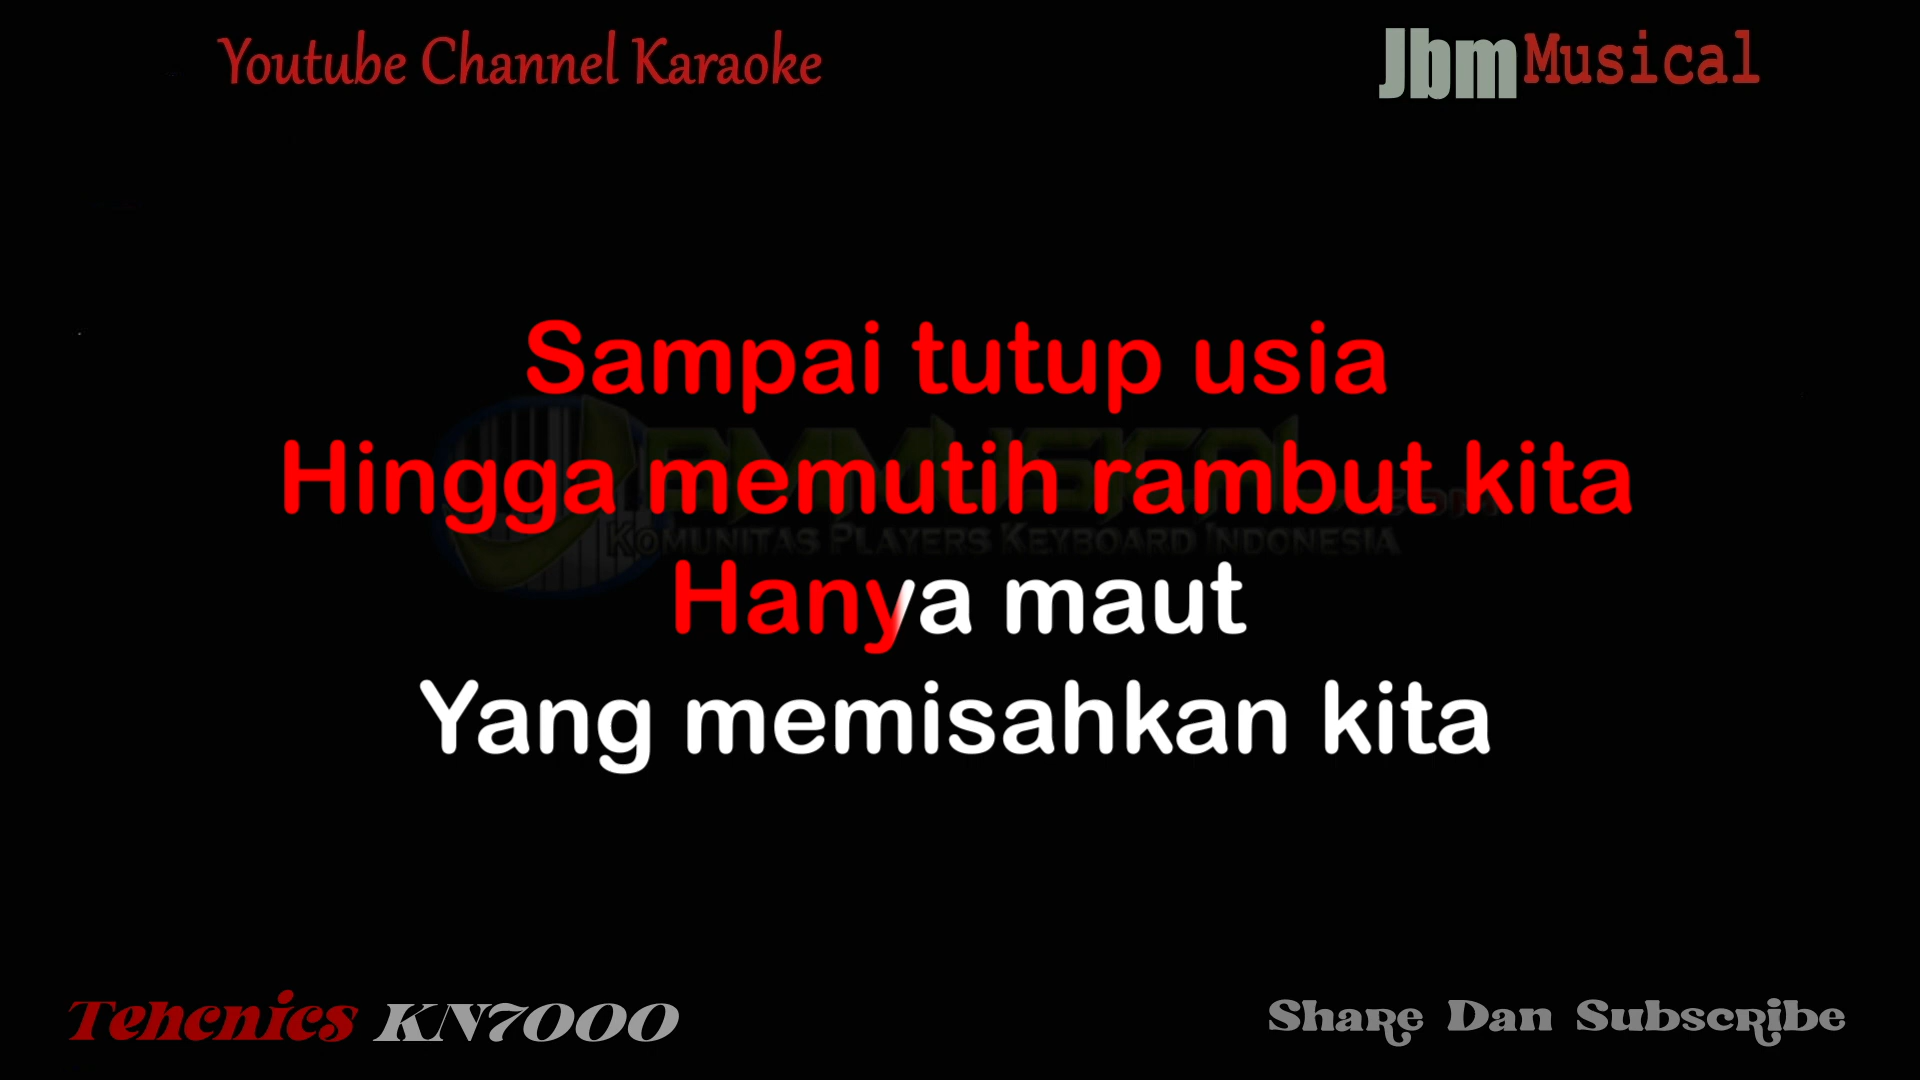 Youtube Channel Karaoke
JbmMusical
Sampai tutup usia
Hingga memutih rambut kita
Komunitas Players Keyboard Indonesia
Hanya maut
Yang memisahkan kita
Tehcnics KN7000
Share Dan Subscribe